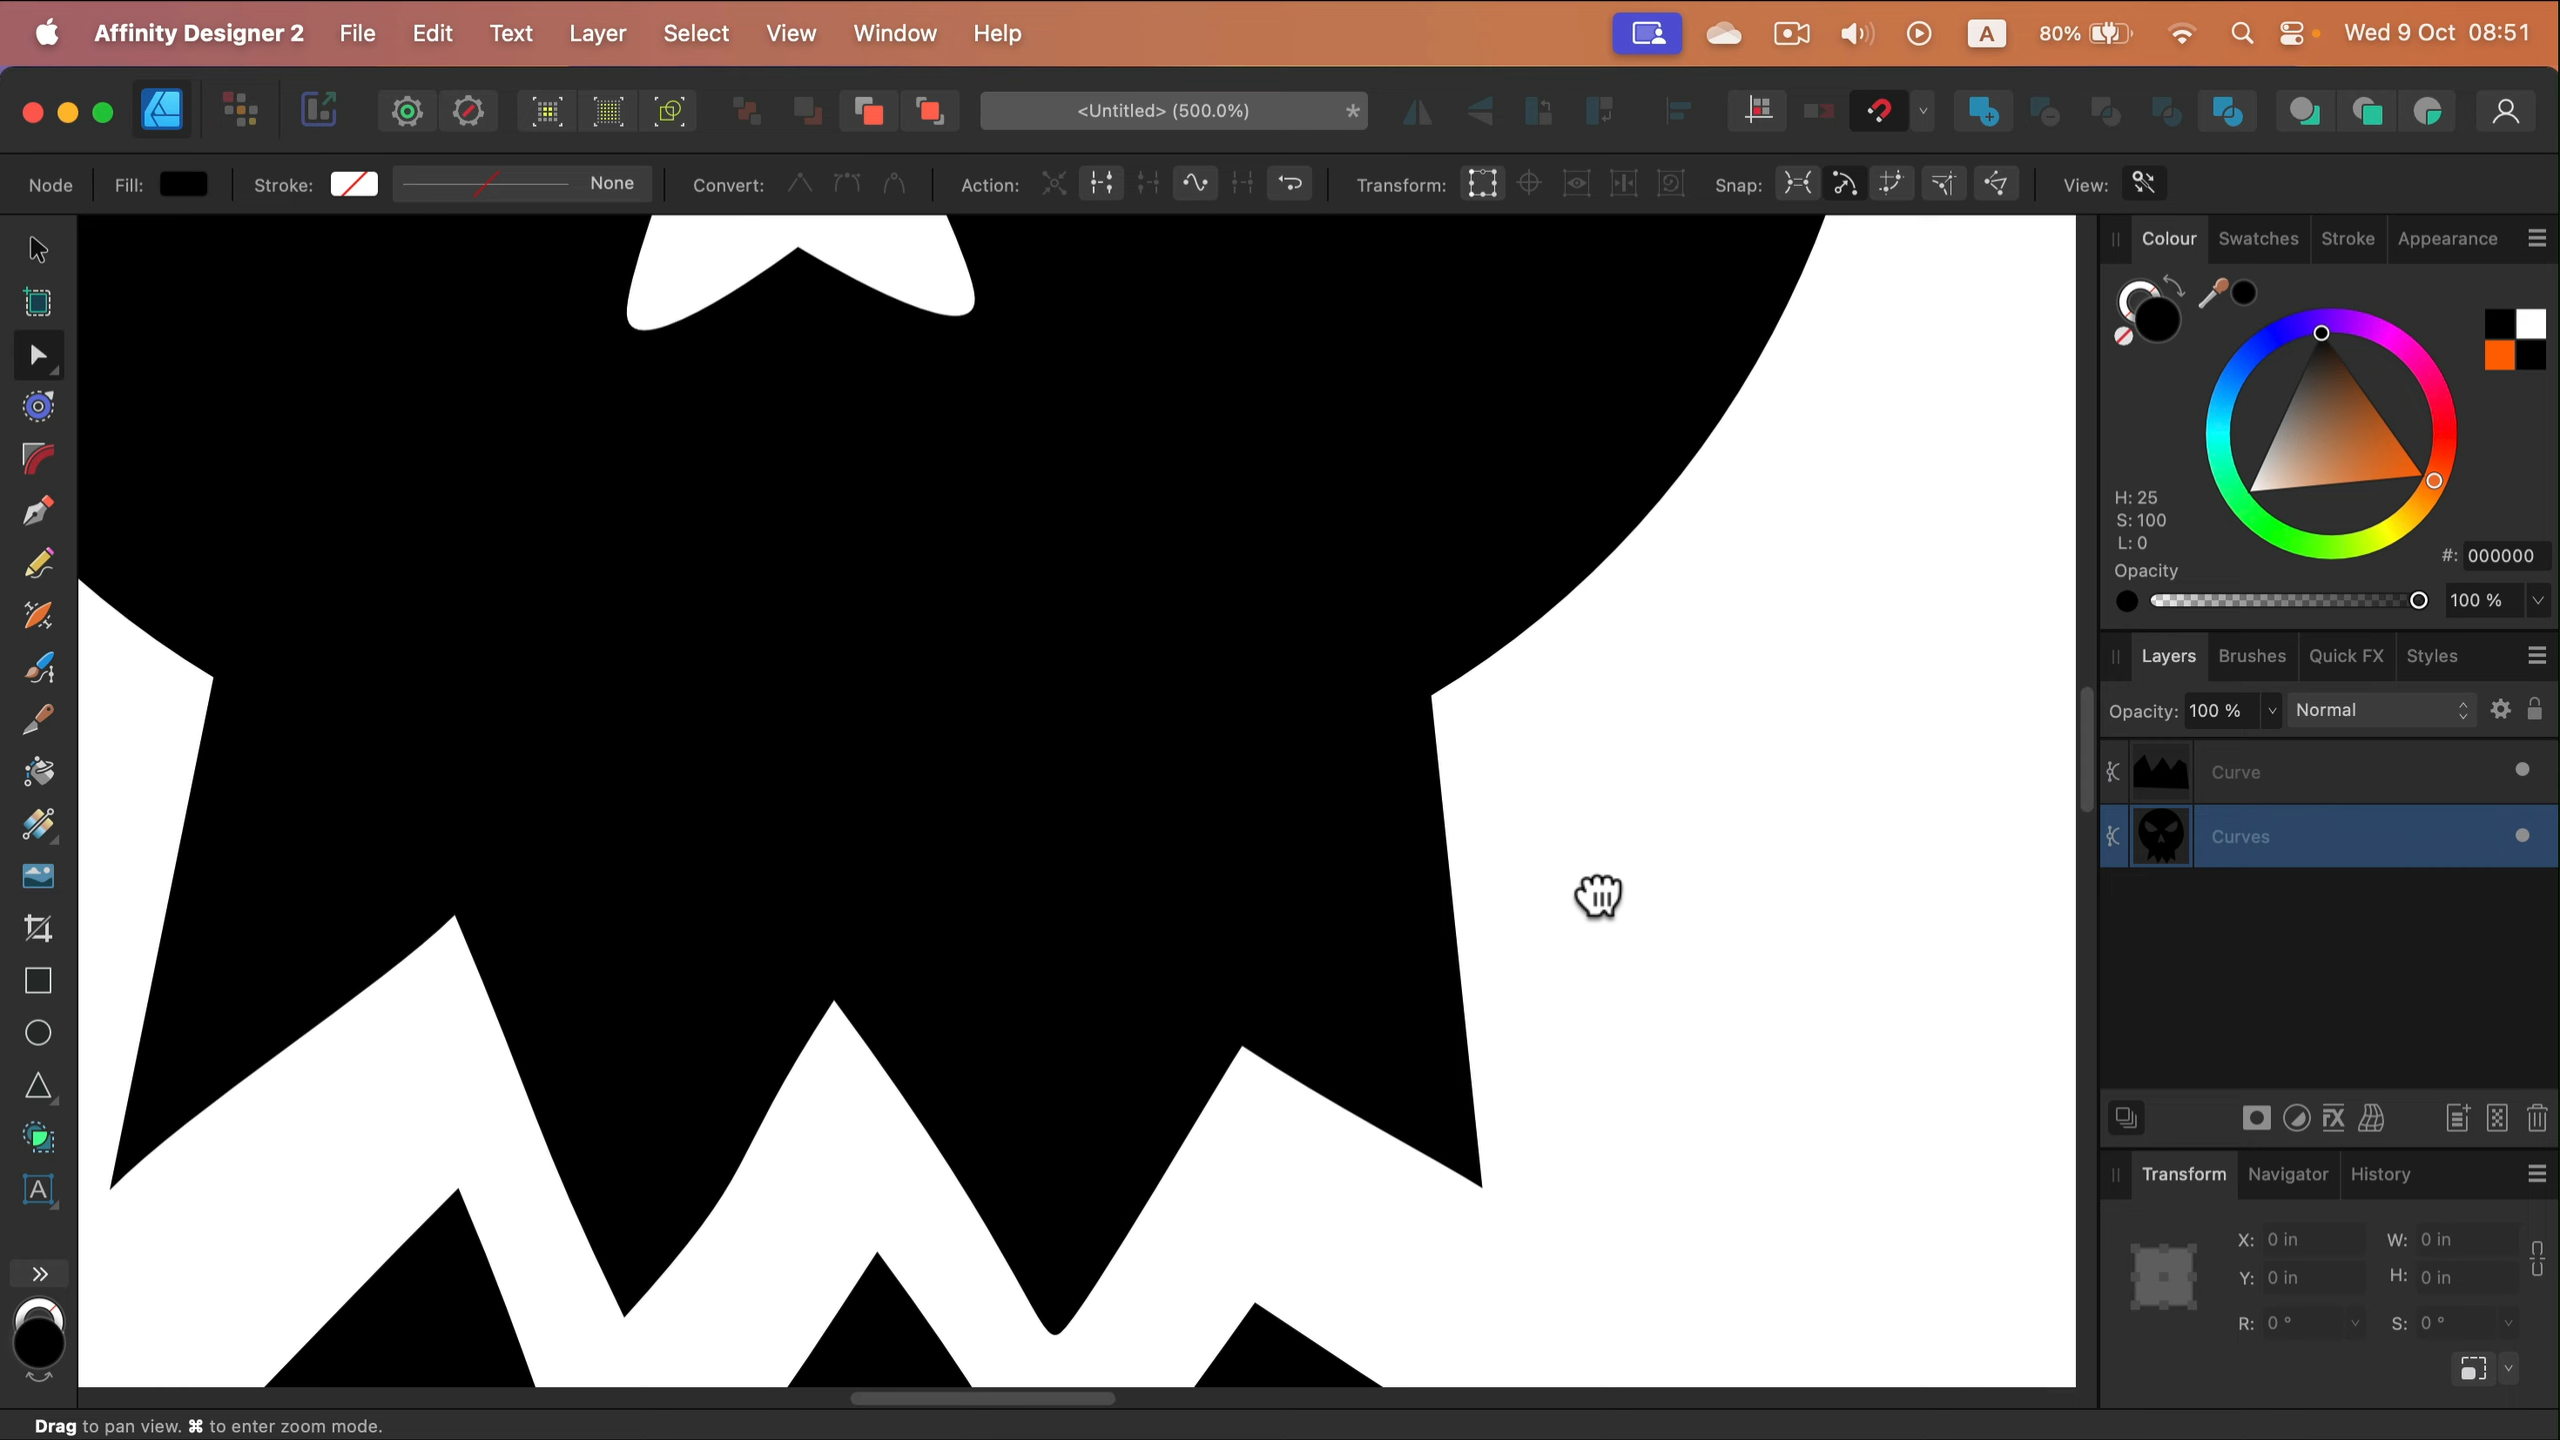 Affinity Designer 2 File Edit Text Layer Select View Window Help A 80% Wed 9 Oct 08:51
<Untitled> (500.0%) *
Node Fill: Stroke: None Convert: Action: Transform: Snap: View:
Colour Swatches Stroke Appearance
H: 25
S: 100
L: 0
#: 000000
Opacity
100 %
Layers Brushes Quick FX Styles
Opacity: 100 % Normal
Curve
Curves
FX
Transform Navigator History
X: 0 in W: 0 in
Y: 0 in H: 0 in
R: 0 ° S: 0 °
A
Drag to pan view. ⌘ to enter zoom mode.